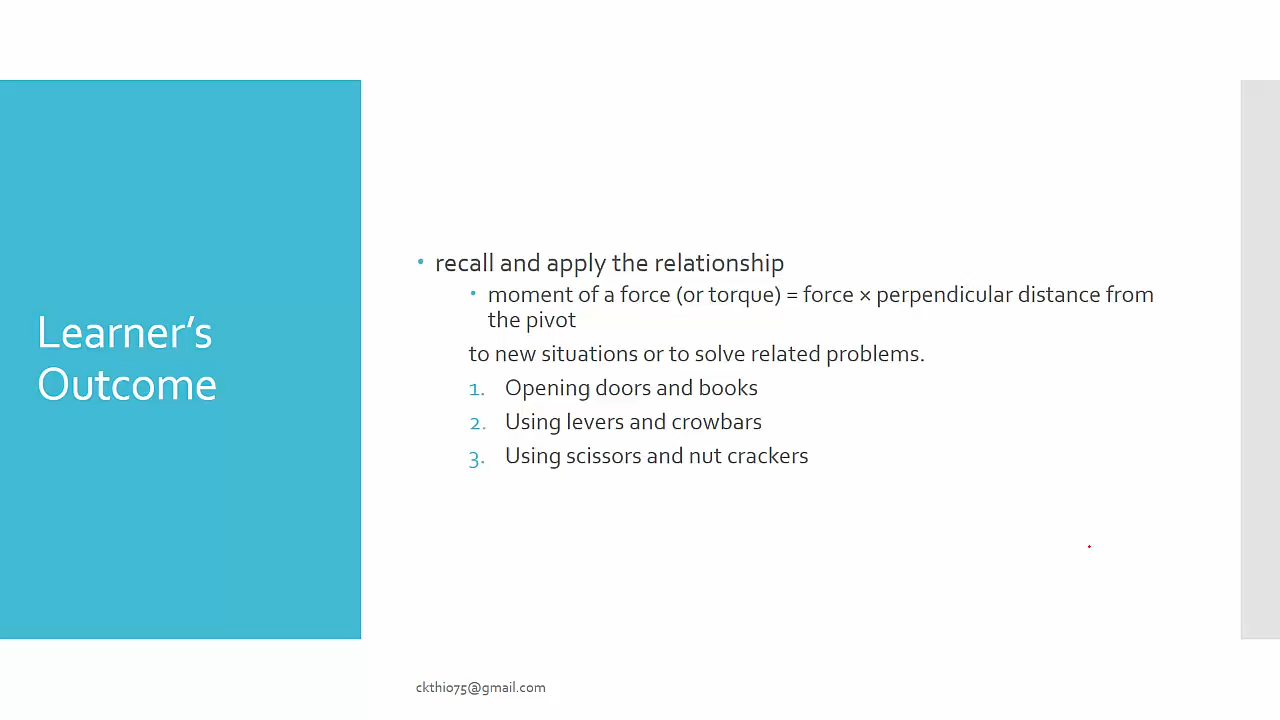 Learner's
Outcome
• recall and apply the relationship
• moment of a force (or torque) = force × perpendicular distance from
the pivot
to new situations or to solve related problems.
1. Opening doors and books
2. Using levers and crowbars
3. Using scissors and nut crackers
ckthio75@gmail.com